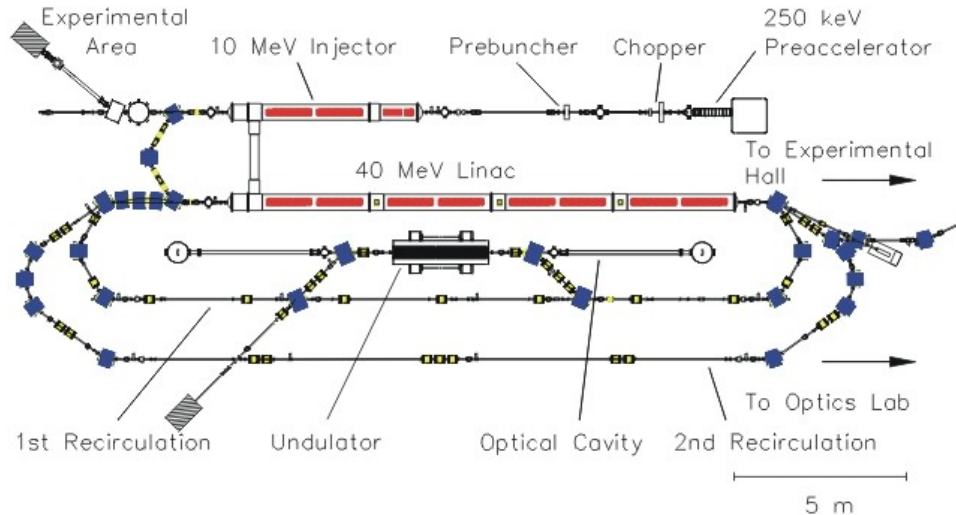 Experimental
Area
10 MeV Injector
Prebuncher
Chopper
250 keV
Preaccelerator
40 MeV Linac
To Experimental
Hall
To Optics Lab
1st Recirculation
Undulator
Optical Cavity
2nd Recirculation
5 m